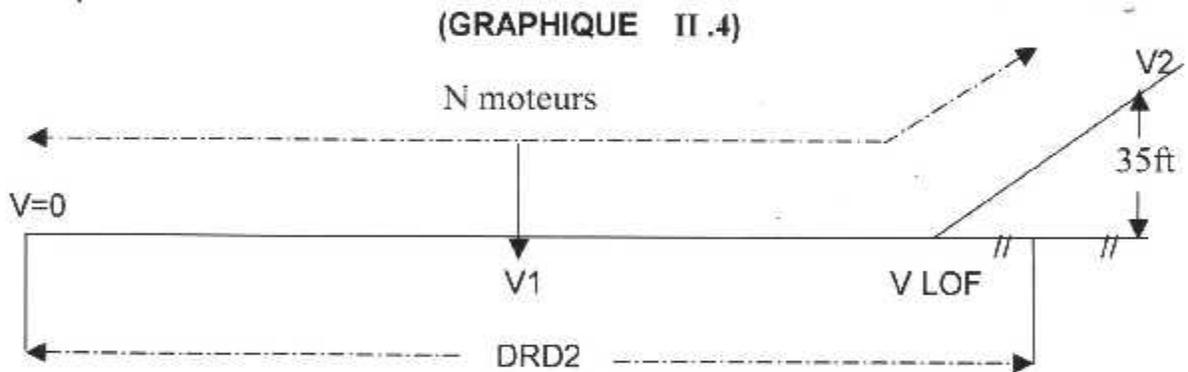 (GRAPHIQUE II .4)
V2
N moteurs
35ft
V=0
V1
V LOF
DRD2